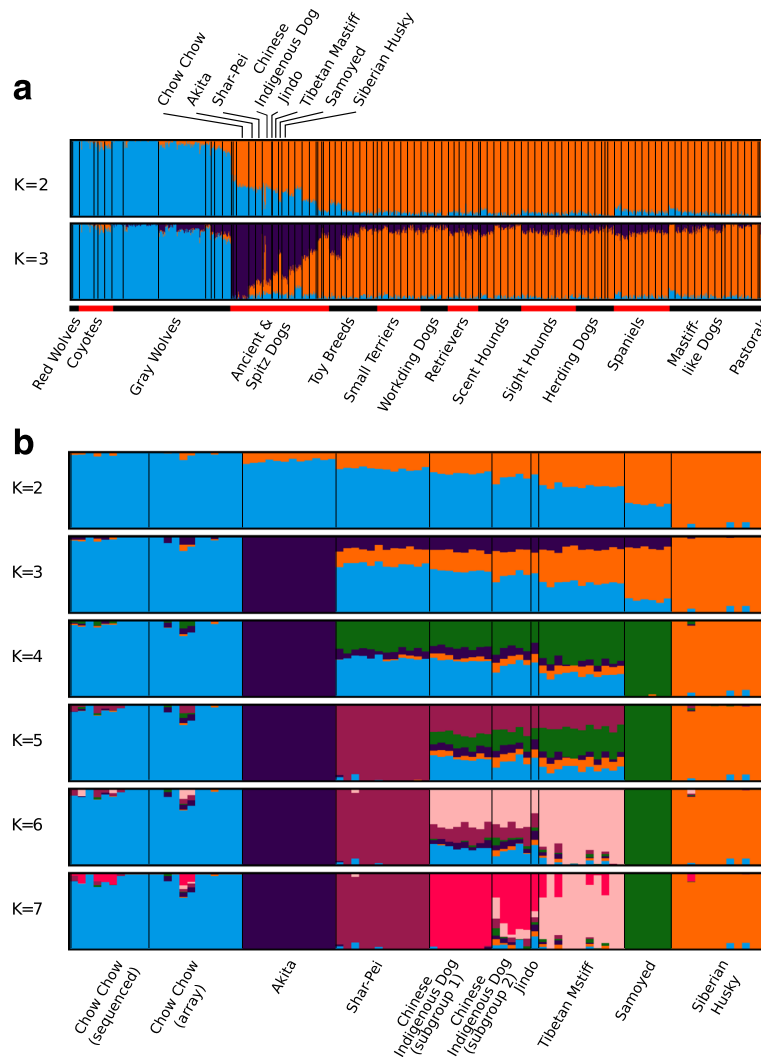 a
Chow Chow
Akita
Shar-Pei
Chinese
Indigenous Dog
Jindo
Tibetan Mastiff
Samoyed
Siberian Husky
K=2
K=3
Red Wolves
Coyotes
Gray Wolves
Ancient &
Spitz Dogs
Toy Breeds
Small Terriers
Workding Dogs
Retrievers
Scent Hounds
Sight Hounds
Herding Dogs
Spaniels
Mastiff-
like Dogs
Pastorals
b
K=2
K=3
K=4
K=5
K=6
K=7
Chow Chow
(sequenced)
Chow Chow
(array)
Akita
Shar-Pei
Chinese
Indigenous Dog
(subgroup 1)
Chinese
Indigenous Dog
(subgroup 2)
Jindo
Tibetan Mstiff
Samoyed
Siberian
Husky